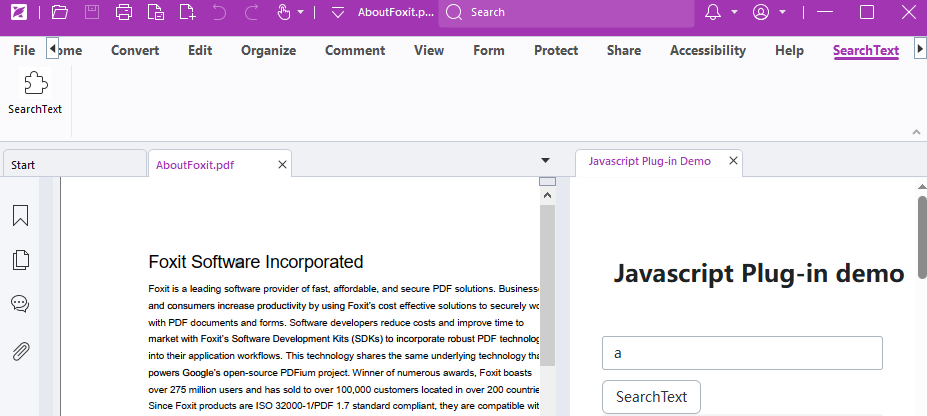 AboutFoxit.p...
Search
File
ome
Convert
Edit
Organize
Comment
View
Form
Protect
Share
Accessibility
Help
SearchText
SearchText
Start
AboutFoxit.pdf
Javascript Plug-in Demo
Foxit Software Incorporated
Foxit is a leading software provider of fast, affordable, and secure PDF solutions. Businesse
and consumers increase productivity by using Foxit's cost effective solutions to securely wo
with PDF documents and forms. Software developers reduce costs and improve time to
market with Foxit's Software Development Kits (SDKs) to incorporate robust PDF technolog
into their application workflows. This technology shares the same underlying technology tha
powers Google's open-source PDFium project. Winner of numerous awards, Foxit boasts
over 275 million users and has sold to over 100,000 customers located in over 200 countrie
Since Foxit products are ISO 32000-1/PDF 1.7 standard compliant, they are compatible wit
Javascript Plug-in demo
a
SearchText